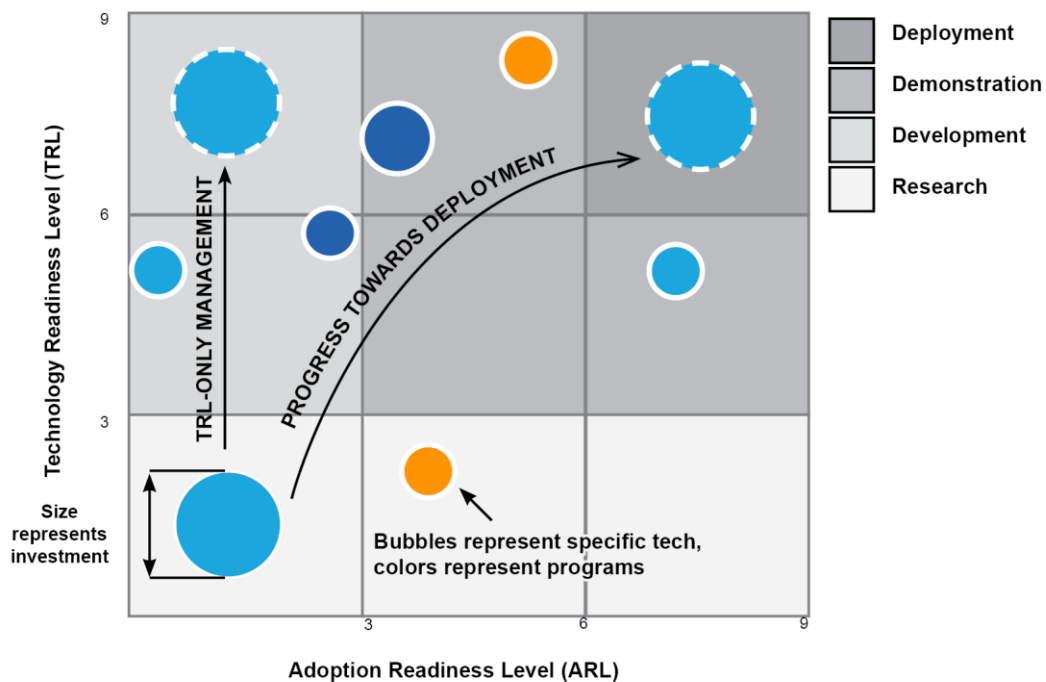 9
6
3
Technology Readiness Level (TRL)
TRL-ONLY MANAGEMENT
PROGRESS TOWARDS DEPLOYMENT
Deployment
Demonstration
Development
Research
Size
represents
investment
Bubbles represent specific tech,
colors represent programs
3
6
9
Adoption Readiness Level (ARL)